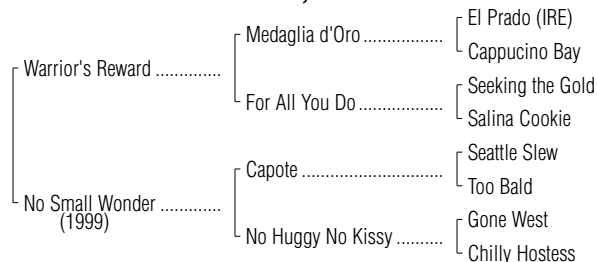 El Prado (IRE)
Medaglia d'Oro .................
Cappucino Bay
Warrior's Reward .............
Seeking the Gold
For All You Do ..................
Salina Cookie
Seattle Slew
Capote ..............................
Too Bald
No Small Wonder ............
(1999)
Gone West
No Huggy No Kissy ..........
Chilly Hostess